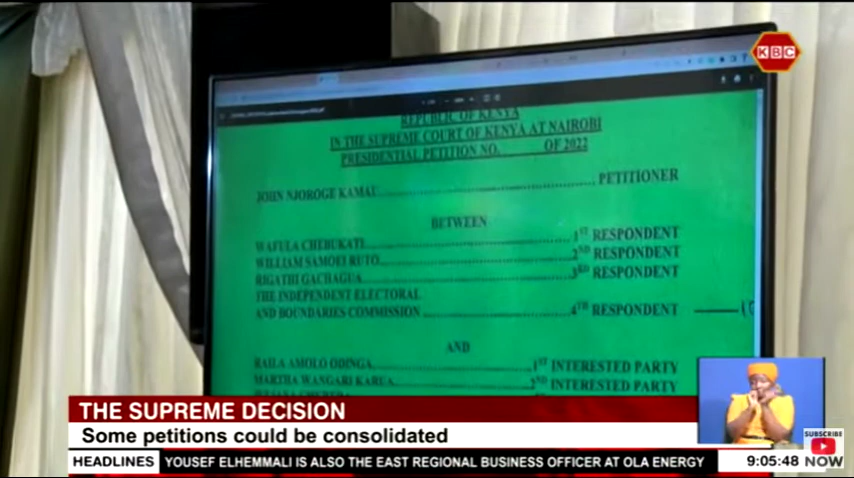 KBC
REPUBLIC OF KENYA
IN THE SUPREME COURT OF KENYA AT NAIROBI
PRESIDENTIAL PETITION NO. ______ OF 2022
JOHN NJOROGE KAMAU.......................................................... PETITIONER
BETWEEN
WAFULA CHEBUKATI.......................................................1ST RESPONDENT
WILLIAM SAMOEI RUTO.................................................2ND RESPONDENT
RIGATHI GACHAGUA.......................................................3RD RESPONDENT
THE INDEPENDENT ELECTORAL
AND BOUNDARIES COMMISSION ......................................4TH RESPONDENT
AND
RAILA AMOLO ODINGA...........................................1ST INTERESTED PARTY
MARTHA WANGARI KARUA.....................................2ND INTERESTED PARTY
THE SUPREME DECISION
Some petitions could be consolidated
HEADLINES YOUSEF ELHEMMALI IS ALSO THE EAST REGIONAL BUSINESS OFFICER AT OLA ENERGY 9:05:48
SUBSCRIBE
NOW